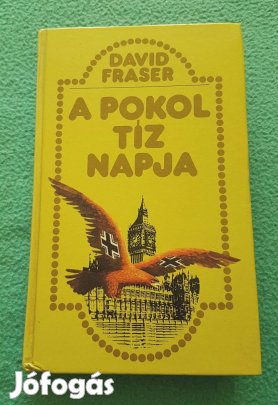 DAVID
FRASER
A POKOL
TÍZ
NAPJA
Jófogás